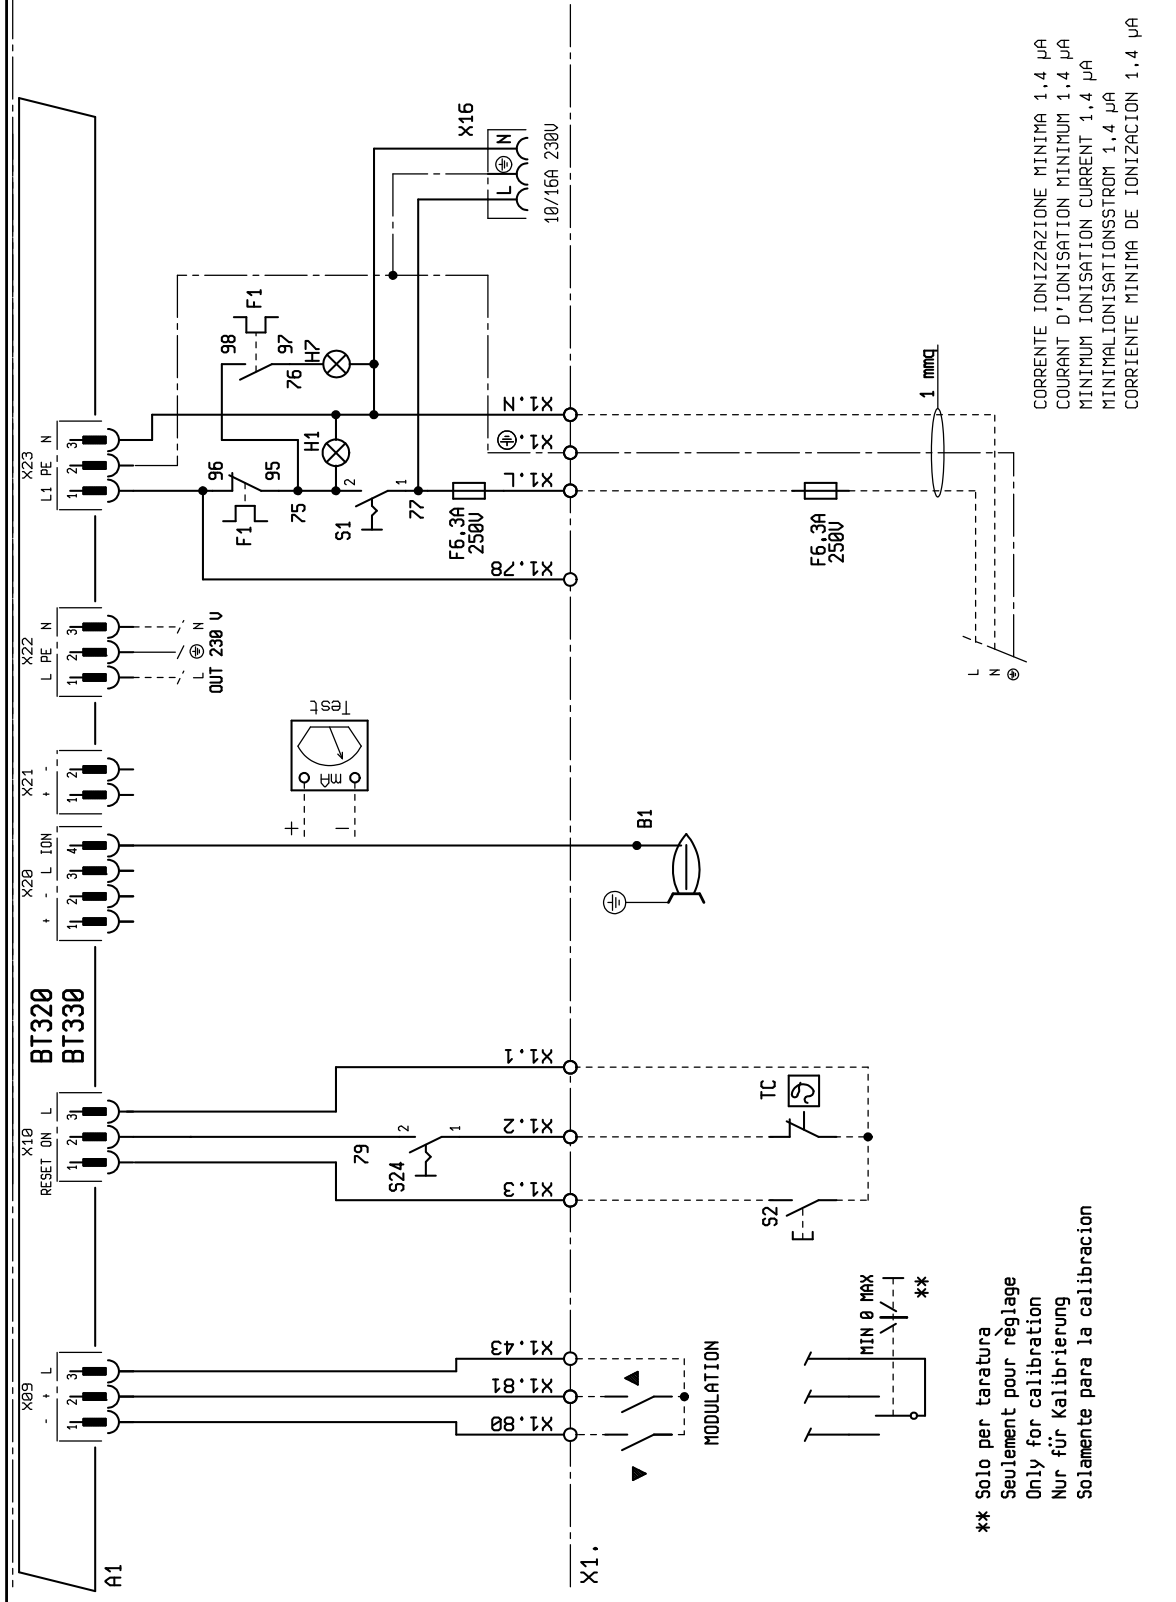 A1
X09
- + L
1 2 3
X10
RESET ON L
1 2 3
BT320
BT330
X20
+ - L ION
1 2 3 4
X21
+ -
1 2
X22
L PE N
1 2 3
L N
OUT 230 V
X23
L1 PE N
1 2 3
Test
mA
+ -
F1
96
95
98
97
F1
75
76
H1
H7
S1
2
1
77
F6,3A
250V
X16
L N
10/16A 230V
79
S24
2
1
X1.
X1.80
X1.81
X1.43
X1.3
X1.2
X1.1
X1.78
X1.L
X1.
X1.N
B1
MODULATION
S2
TC
MIN 0 MAX
**
F6,3A
250V
1 mmq
L
N
** Solo per taratura
Seulement pour règlage
Only for calibration
Nur für Kalibrierung
Solamente para la calibracion
CORRENTE IONIZZAZIONE MINIMA 1,4 µA
COURANT D'IONISATION MINIMUM 1,4 µA
MINIMUM IONISATION CURRENT 1,4 µA
MINIMALIONISATIONSSTROM 1,4 µA
CORRIENTE MINIMA DE IONIZACION 1,4 µA